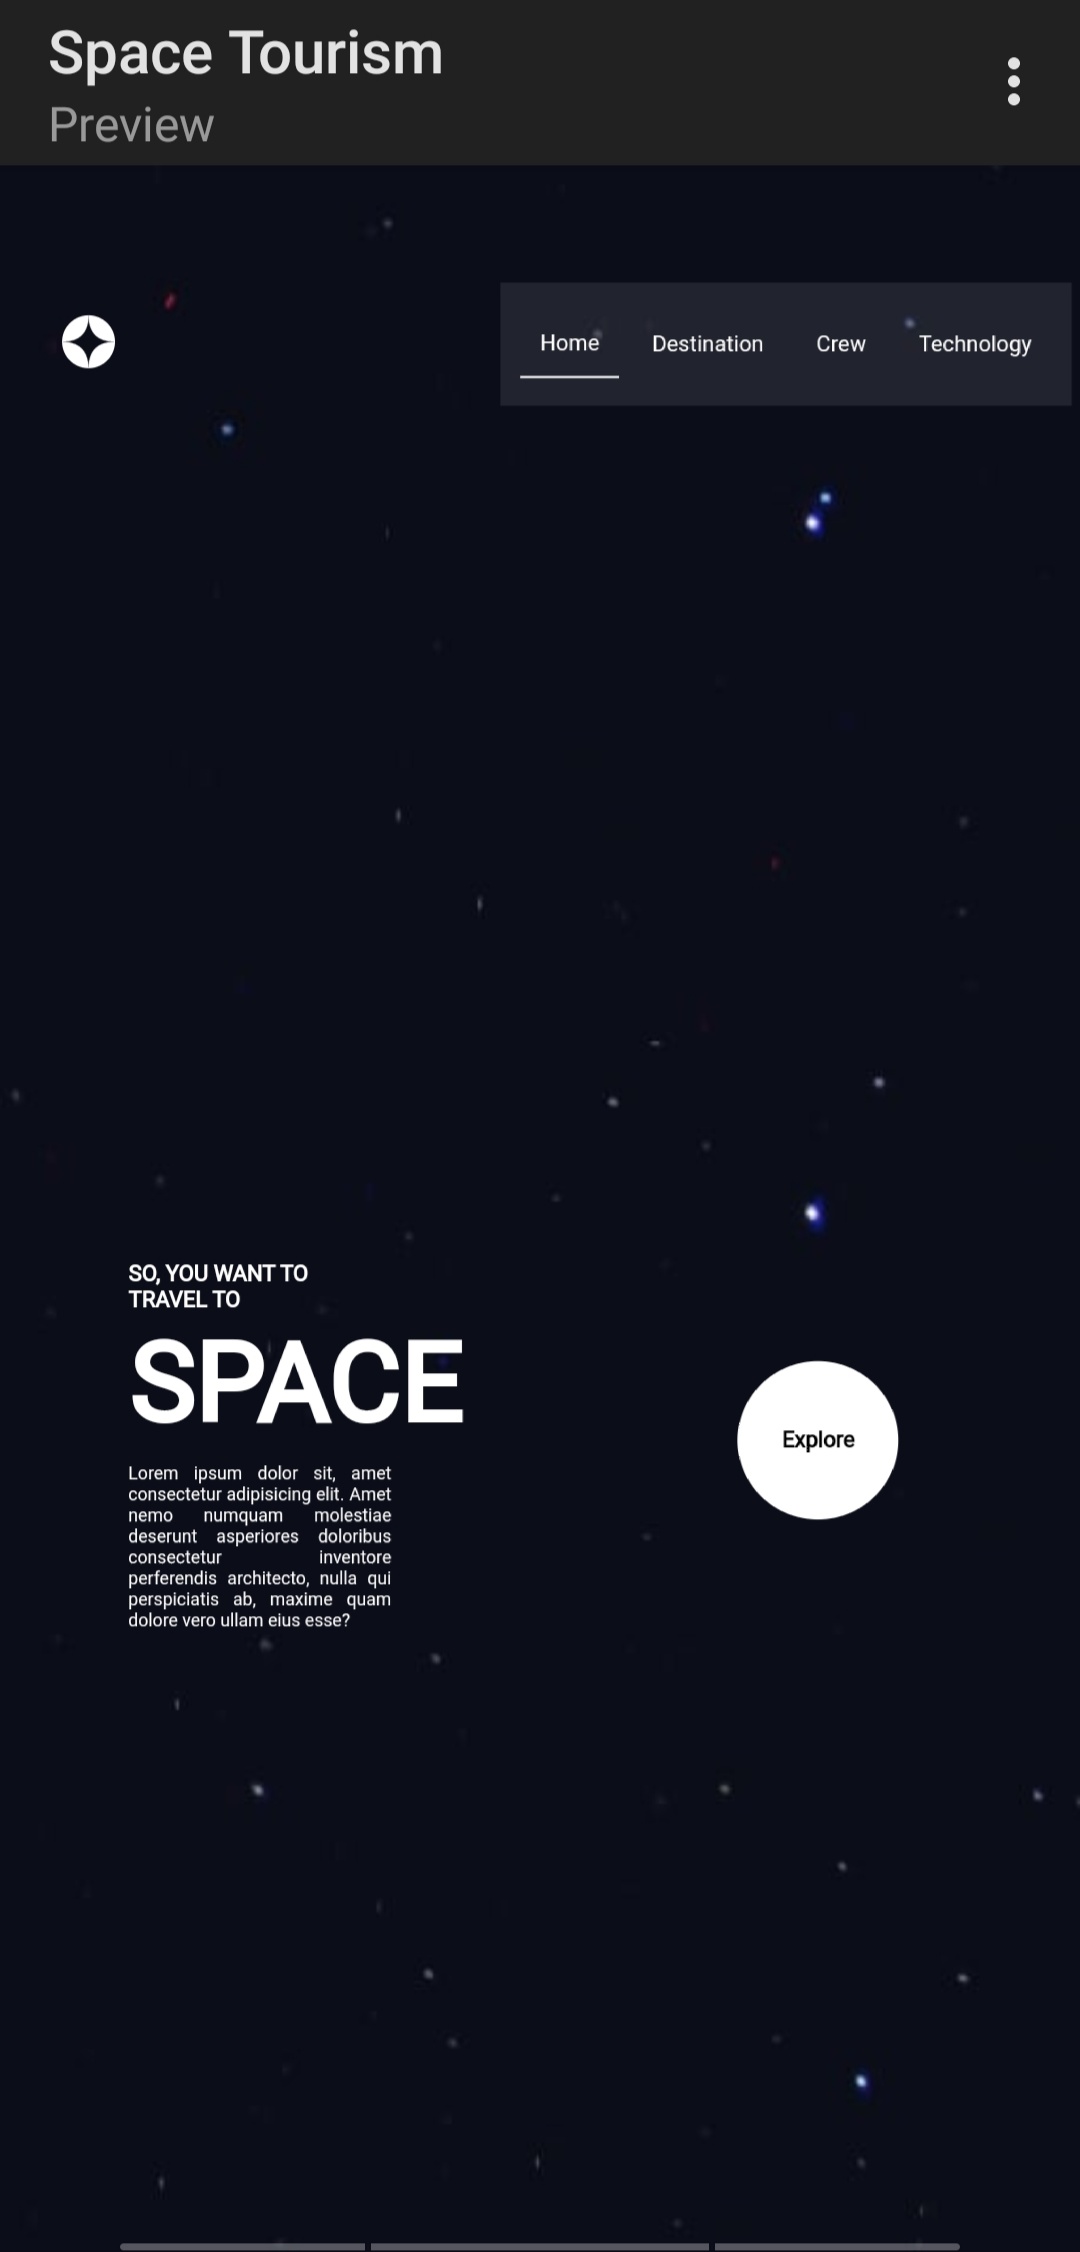 Space Tourism
Preview
Home Destination Crew Technology
SO, YOU WANT TO
TRAVEL TO
SPACE
Lorem ipsum dolor sit, amet
consectetur adipisicing elit. Amet
nemo numquam molestiae
deserunt asperiores doloribus
consectetur inventore
perferendis architecto, nulla qui
perspiciatis ab, maxime quam
dolore vero ullam eius esse?
Explore